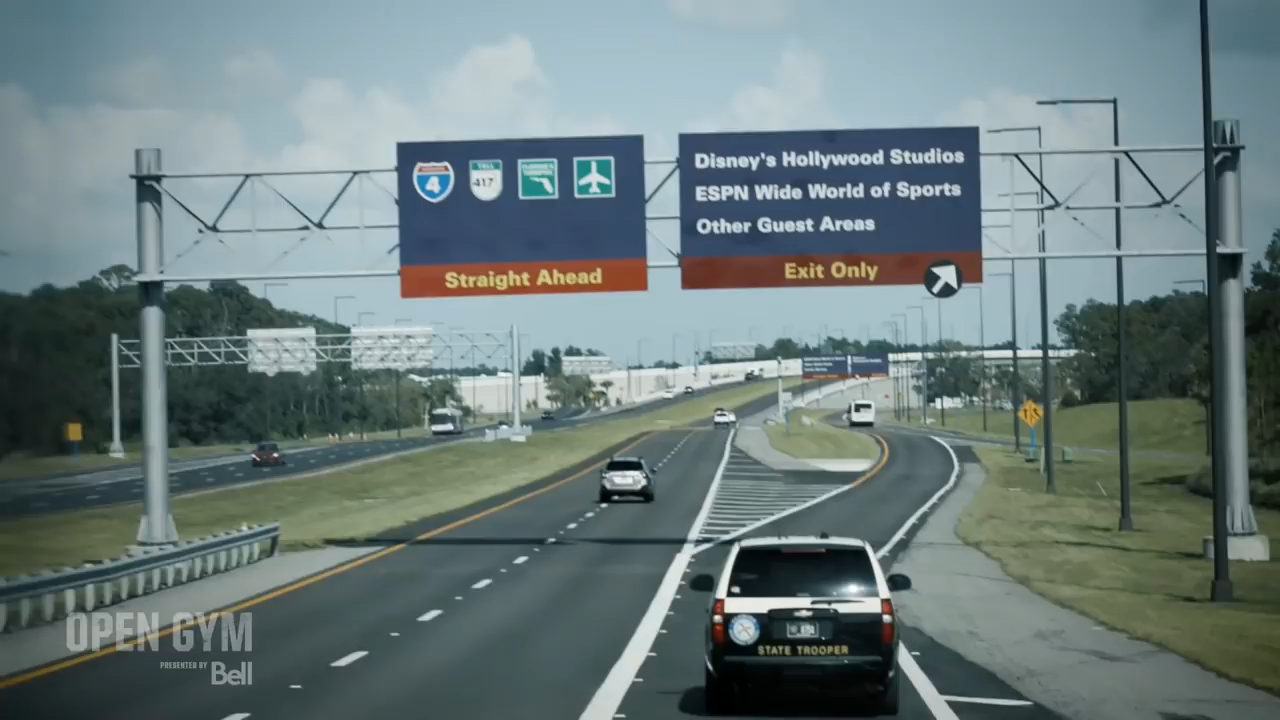 4
TOLL
417
Straight Ahead
Disney's Hollywood Studios
ESPN Wide World of Sports
Other Guest Areas
Exit Only
STATE TROOPER
OPEN GYM
PRESENTED BY
Bell